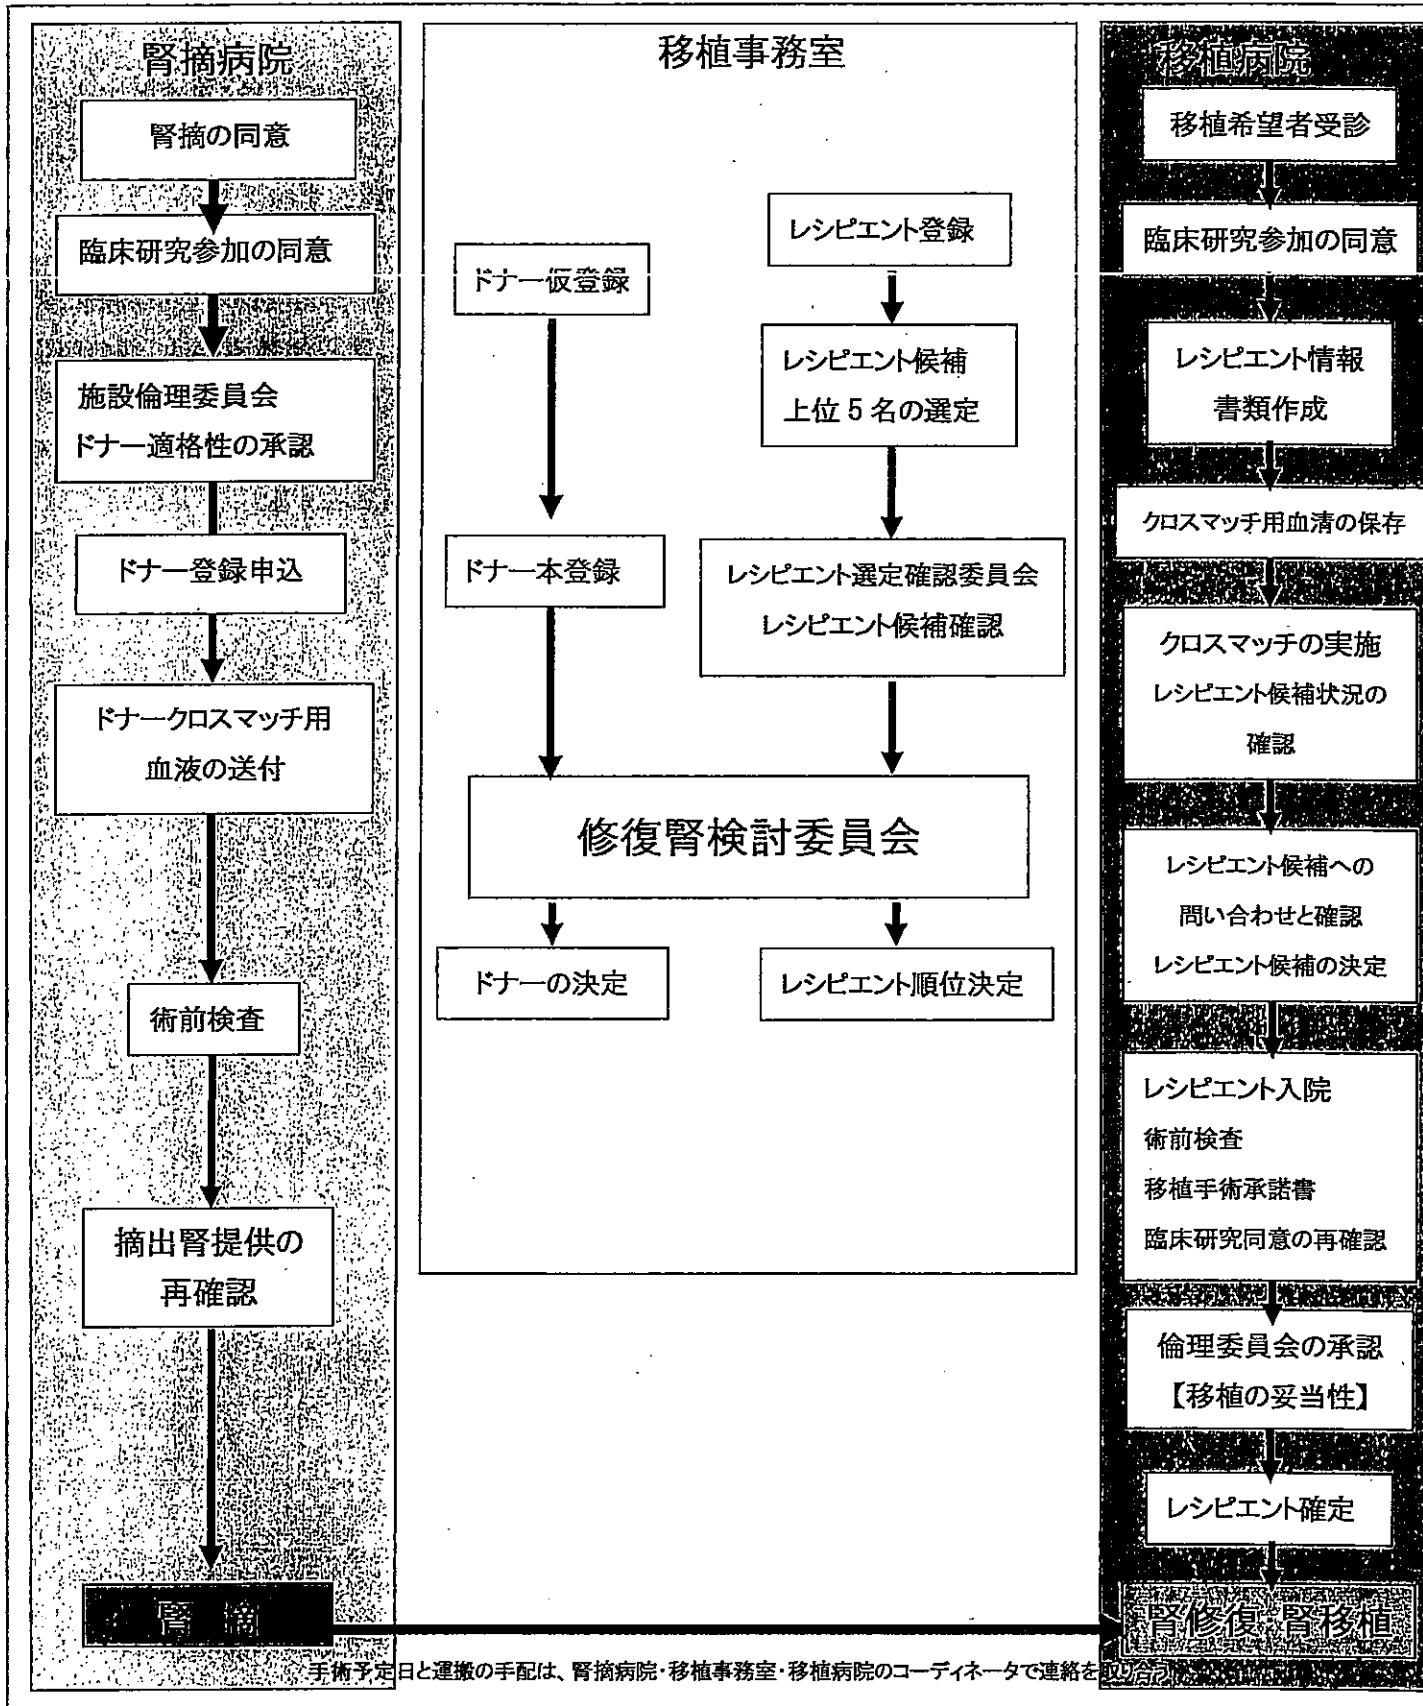 腎摘病院
腎摘の同意
臨床研究参加の同意
施設倫理委員会
ドナー適格性の承認
ドナー登録申込
ドナークロスマッチ用
血液の送付
術前検査
摘出腎提供の
再確認
腎摘
移植事務室
ドナー仮登録
ドナー本登録
レシピエント登録
レシピエント候補
上位5名の選定
レシピエント選定確認委員会
レシピエント候補確認
修復腎検討委員会
ドナーの決定
レシピエント順位決定
移植病院
移植希望者受診
臨床研究参加の同意
レシピエント情報
書類作成
クロスマッチ用血清の保存
クロスマッチの実施
レシピエント候補状況の
確認
レシピエント候補への
問い合わせと確認
レシピエント候補の決定
レシピエント入院
術前検査
移植手術承諾書
臨床研究同意の再確認
倫理委員会の承認
【移植の妥当性】
レシピエント確定
腎修復・腎移植
手術予定日と運搬の手配は、腎摘病院・移植事務室・移植病院のコーディネータで連絡を取り合う